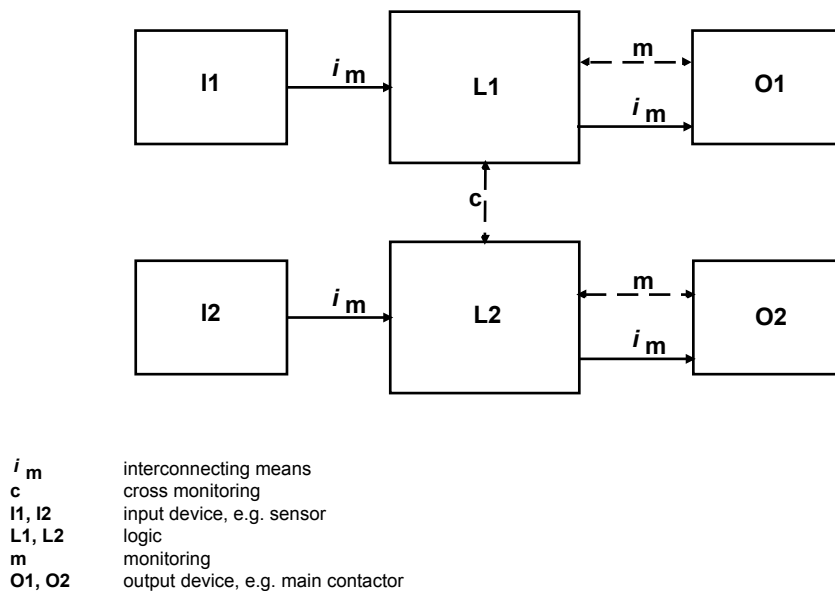 I1 i m L1 m i m O1
c
I2 i m L2 m i m O2
i m interconnecting means
c cross monitoring
I1, I2 input device, e.g. sensor
L1, L2 logic
m monitoring
O1, O2 output device, e.g. main contactor